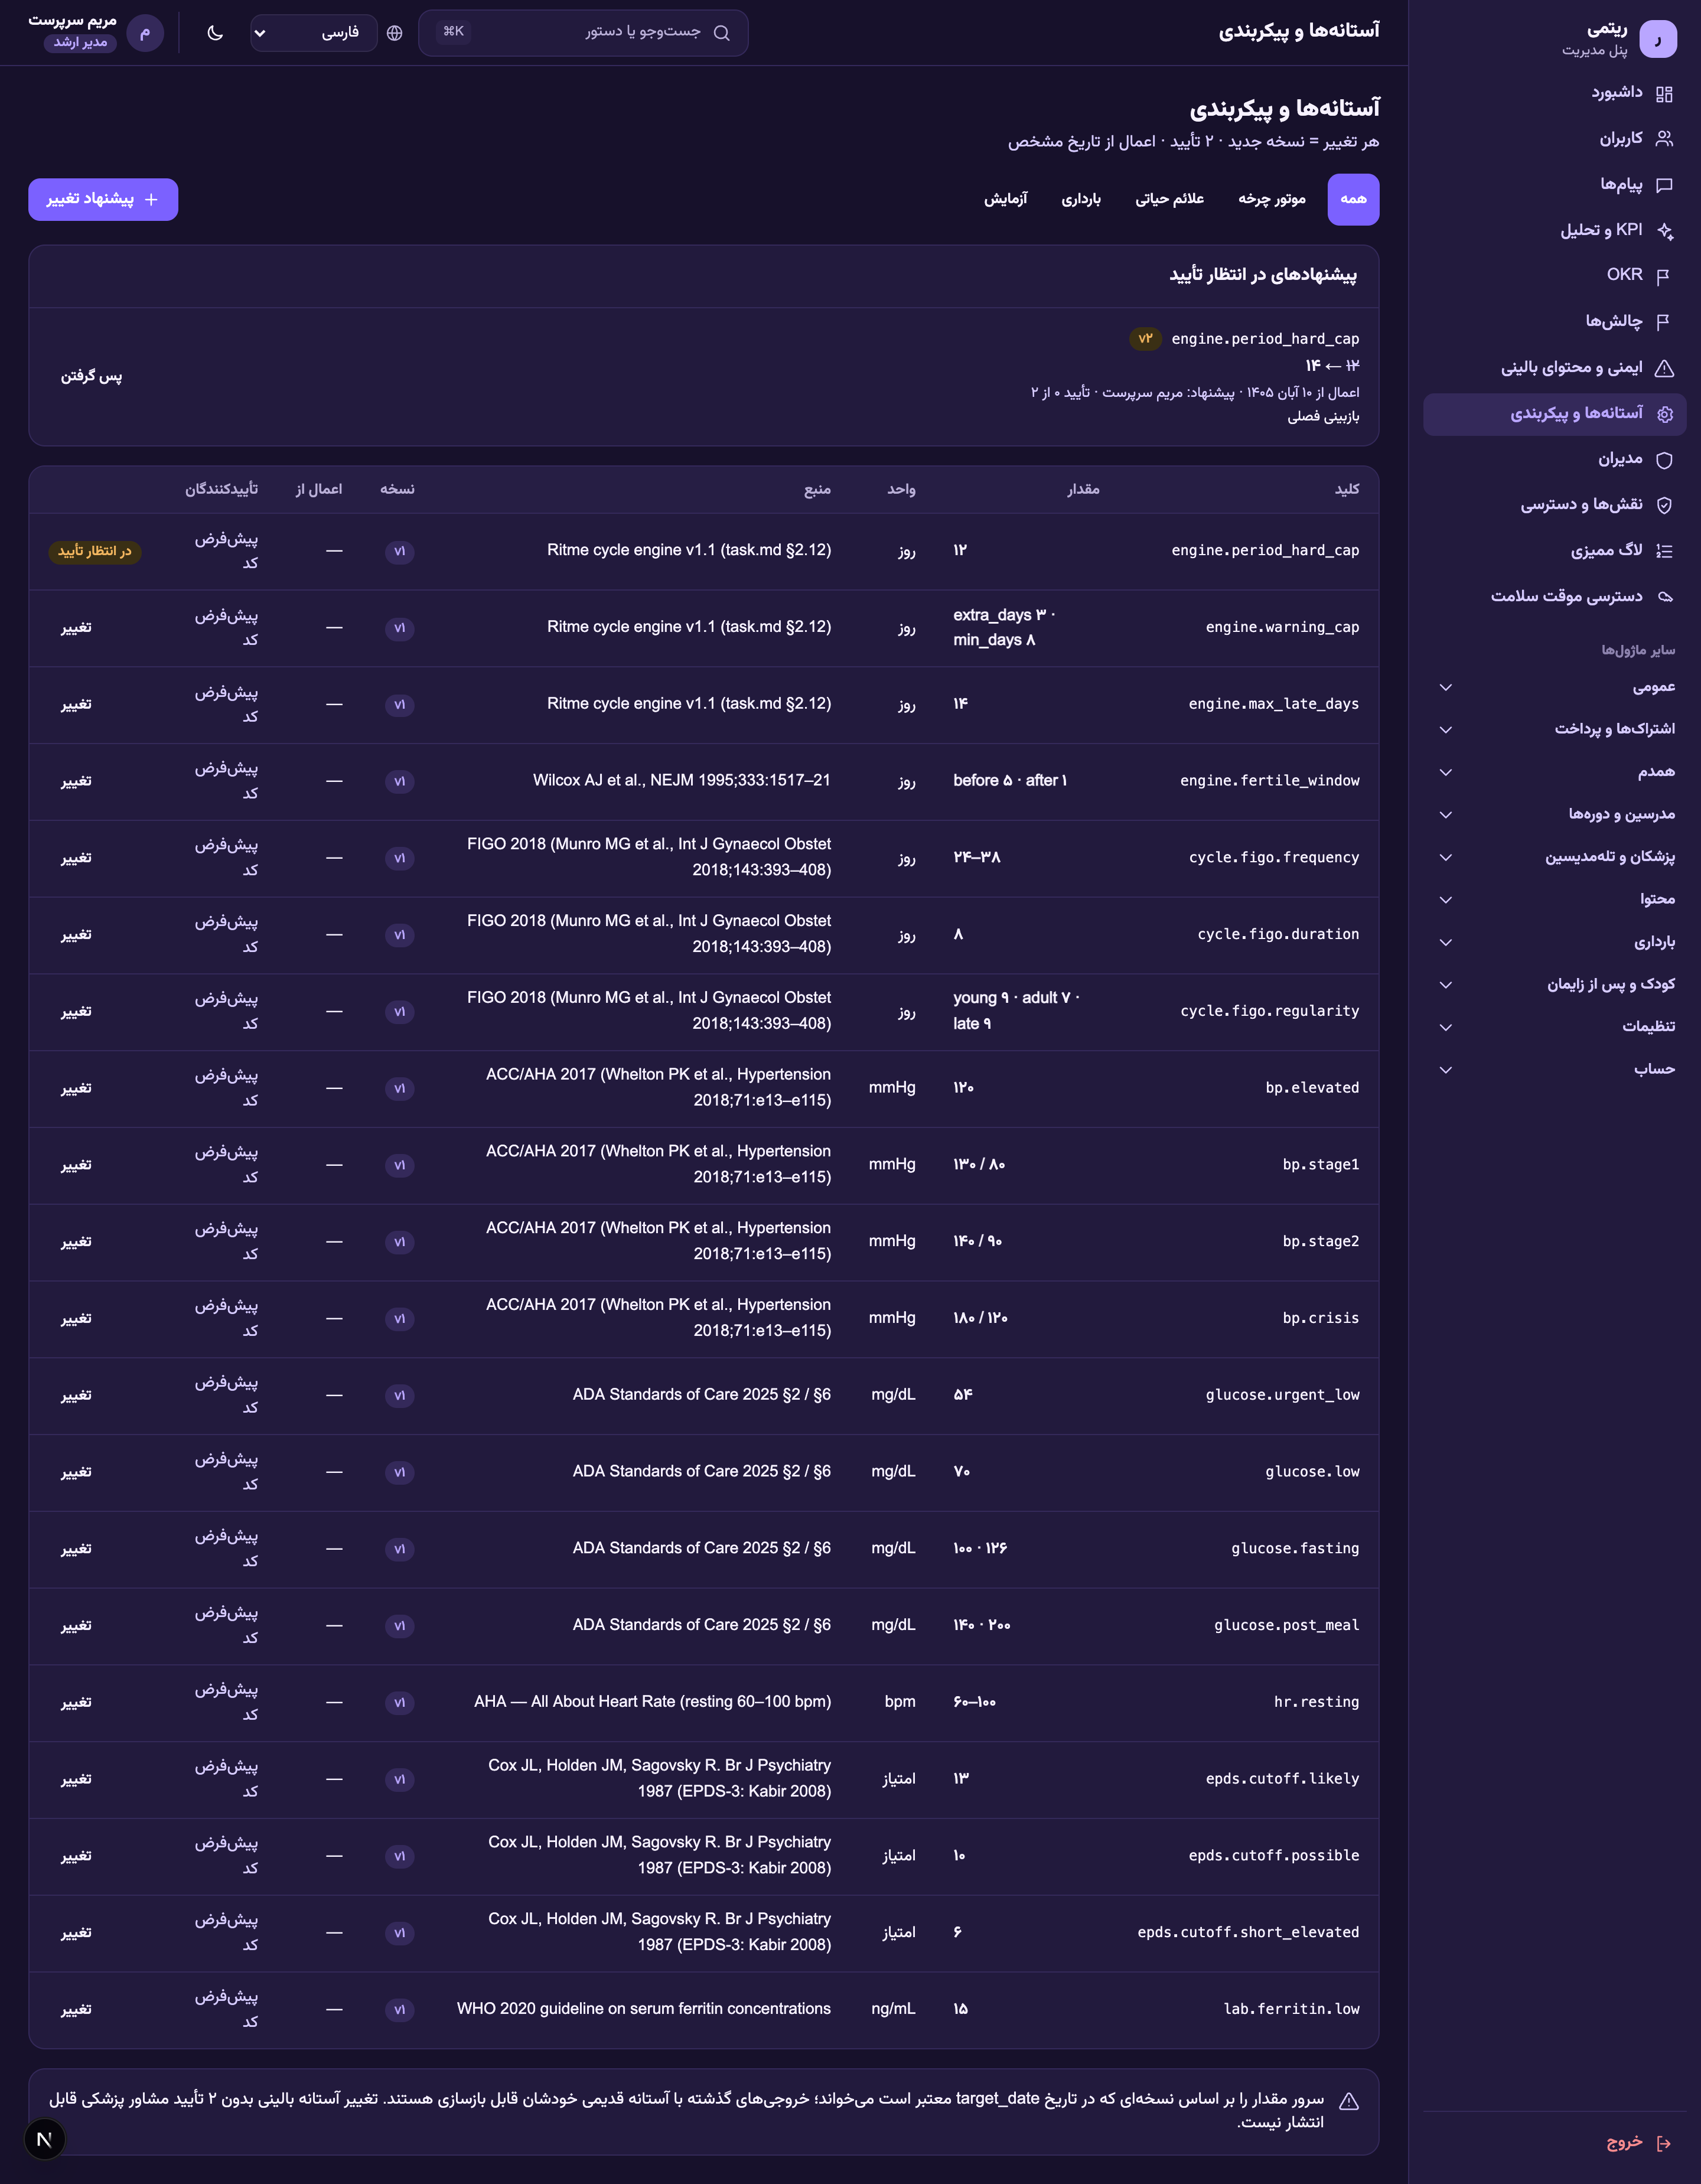 ر
ریتمی
پنل مدیریت
داشبورد
کاربران
پیام‌ها
KPI و تحلیل
OKR
چالش‌ها
ایمنی و محتوای بالینی
آستانه‌ها و پیکربندی
مدیران
نقش‌ها و دسترسی
لاگ ممیزی
دسترسی موقت سلامت
سایر ماژول‌ها
عمومی
اشتراک‌ها و پرداخت
همدم
مدرسین و دوره‌ها
پزشکان و تله‌مدیسین
محتوا
بارداری
کودک و پس از زایمان
تنظیمات
حساب
خروج
آستانه‌ها و پیکربندی
جست‌وجو یا دستور
⌘K
فارسی
م
مریم سرپرست
مدیر ارشد
آستانه‌ها و پیکربندی
هر تغییر = نسخه جدید · ۲ تأیید · اعمال از تاریخ مشخص
همه
موتور چرخه
علائم حیاتی
بارداری
آزمایش
پیشنهاد تغییر
پیشنهادهای در انتظار تأیید
engine.period_hard_cap v۲
۱۲ ← ۱۴
اعمال از ۱۰ آبان ۱۴۰۵ · پیشنهاد: مریم سرپرست · تأیید ۰ از ۲
بازبینی فصلی
پس گرفتن
کلید مقدار واحد منبع نسخه اعمال از تأییدکنندگان
engine.period_hard_cap ۱۲ روز Ritme cycle engine v1.1 (task.md §2.12) v۱ — پیش‌فرض کد در انتظار تأیید
engine.warning_cap extra_days ۳ · min_days ۸ روز Ritme cycle engine v1.1 (task.md §2.12) v۱ — پیش‌فرض کد تغییر
engine.max_late_days ۱۴ روز Ritme cycle engine v1.1 (task.md §2.12) v۱ — پیش‌فرض کد تغییر
engine.fertile_window before ۵ · after ۱ روز Wilcox AJ et al., NEJM 1995;333:1517–21 v۱ — پیش‌فرض کد تغییر
cycle.figo.frequency ۲۴–۳۸ روز FIGO 2018 (Munro MG et al., Int J Gynaecol Obstet 2018;143:393–408) v۱ — پیش‌فرض کد تغییر
cycle.figo.duration ۸ روز FIGO 2018 (Munro MG et al., Int J Gynaecol Obstet 2018;143:393–408) v۱ — پیش‌فرض کد تغییر
cycle.figo.regularity young ۹ · adult ۷ · late ۹ روز FIGO 2018 (Munro MG et al., Int J Gynaecol Obstet 2018;143:393–408) v۱ — پیش‌فرض کد تغییر
bp.elevated ۱۲۰ mmHg ACC/AHA 2017 (Whelton PK et al., Hypertension 2018;71:e13–e115) v۱ — پیش‌فرض کد تغییر
bp.stage1 ۱۳۰ / ۸۰ mmHg ACC/AHA 2017 (Whelton PK et al., Hypertension 2018;71:e13–e115) v۱ — پیش‌فرض کد تغییر
bp.stage2 ۱۴۰ / ۹۰ mmHg ACC/AHA 2017 (Whelton PK et al., Hypertension 2018;71:e13–e115) v۱ — پیش‌فرض کد تغییر
bp.crisis ۱۸۰ / ۱۲۰ mmHg ACC/AHA 2017 (Whelton PK et al., Hypertension 2018;71:e13–e115) v۱ — پیش‌فرض کد تغییر
glucose.urgent_low ۵۴ mg/dL ADA Standards of Care 2025 §2 / §6 v۱ — پیش‌فرض کد تغییر
glucose.low ۷۰ mg/dL ADA Standards of Care 2025 §2 / §6 v۱ — پیش‌فرض کد تغییر
glucose.fasting ۱۰۰ · ۱۲۶ mg/dL ADA Standards of Care 2025 §2 / §6 v۱ — پیش‌فرض کد تغییر
glucose.post_meal ۱۴۰ · ۲۰۰ mg/dL ADA Standards of Care 2025 §2 / §6 v۱ — پیش‌فرض کد تغییر
hr.resting ۶۰–۱۰۰ bpm AHA — All About Heart Rate (resting 60–100 bpm) v۱ — پیش‌فرض کد تغییر
epds.cutoff.likely ۱۳ امتیاز Cox JL, Holden JM, Sagovsky R. Br J Psychiatry 1987 (EPDS-3: Kabir 2008) v۱ — پیش‌فرض کد تغییر
epds.cutoff.possible ۱۰ امتیاز Cox JL, Holden JM, Sagovsky R. Br J Psychiatry 1987 (EPDS-3: Kabir 2008) v۱ — پیش‌فرض کد تغییر
epds.cutoff.short_elevated ۶ امتیاز Cox JL, Holden JM, Sagovsky R. Br J Psychiatry 1987 (EPDS-3: Kabir 2008) v۱ — پیش‌فرض کد تغییر
lab.ferritin.low ۱۵ ng/mL WHO 2020 guideline on serum ferritin concentrations v۱ — پیش‌فرض کد تغییر
سرور مقدار را بر اساس نسخه‌ای که در تاریخ target_date معتبر است می‌خواند؛ خروجی‌های گذشته با آستانه قدیمی خودشان قابل بازسازی هستند. تغییر آستانه بالینی بدون ۲ تأیید مشاور پزشکی قابل
انتشار نیست.
N